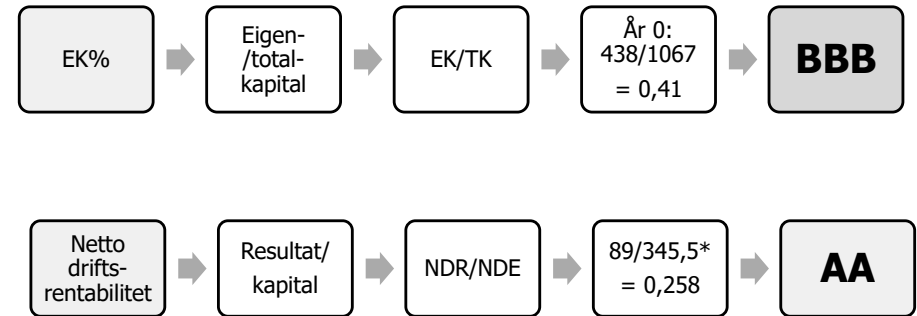 EK%
Eigen-
/total-
kapital
EK/TK
År 0:
438/1067
= 0,41
BBB
Netto
drifts-
rentabilitet
Resultat/
kapital
NDR/NDE
89/345,5*
= 0,258
AA